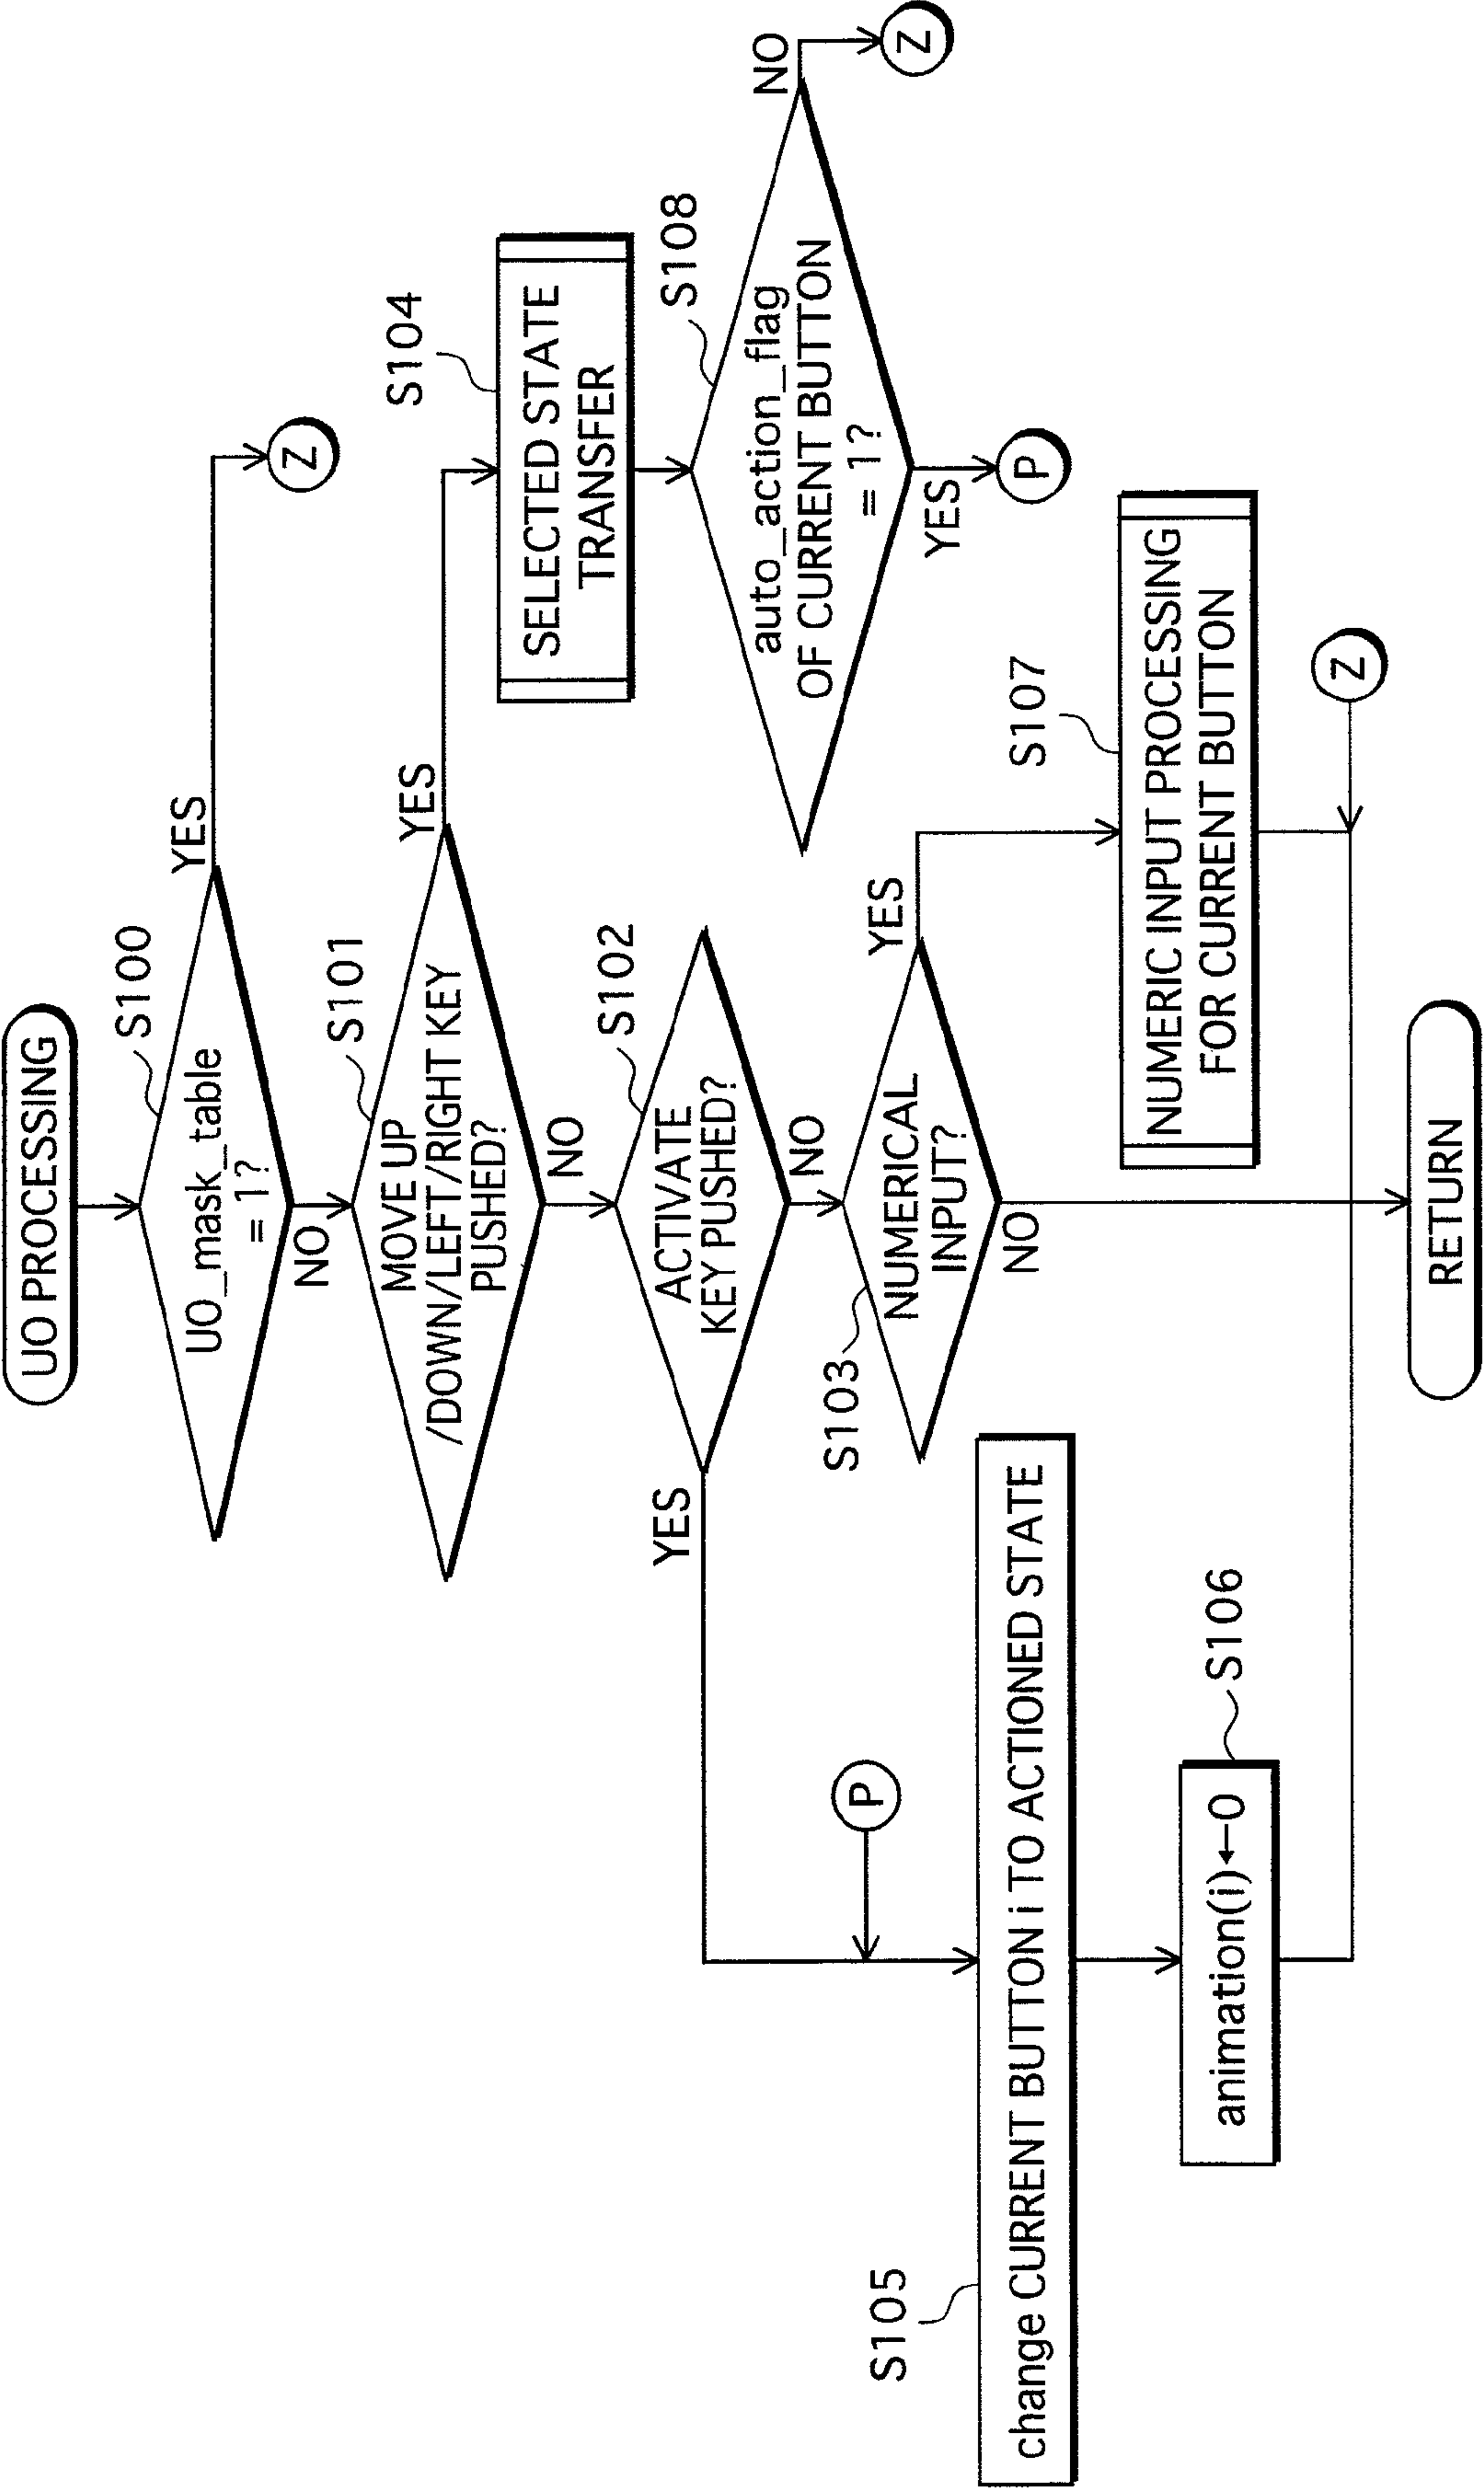 UO PROCESSING
S100
UO_mask_table
= 1?
YES
Z
NO
S101
MOVE UP
/DOWN/LEFT/RIGHT KEY
PUSHED?
YES
NO
S104
SELECTED STATE
TRANSFER
S108
auto_action_flag
OF CURRENT BUTTON
= 1?
NO
Z
YES
P
S102
ACTIVATE
KEY PUSHED?
YES
NO
S103
NUMERICAL
INPUT?
YES
NO
S107
NUMERIC INPUT PROCESSING
FOR CURRENT BUTTON
Z
P
S105
change CURRENT BUTTON i TO ACTIONED STATE
S106
animation(i)←0
RETURN